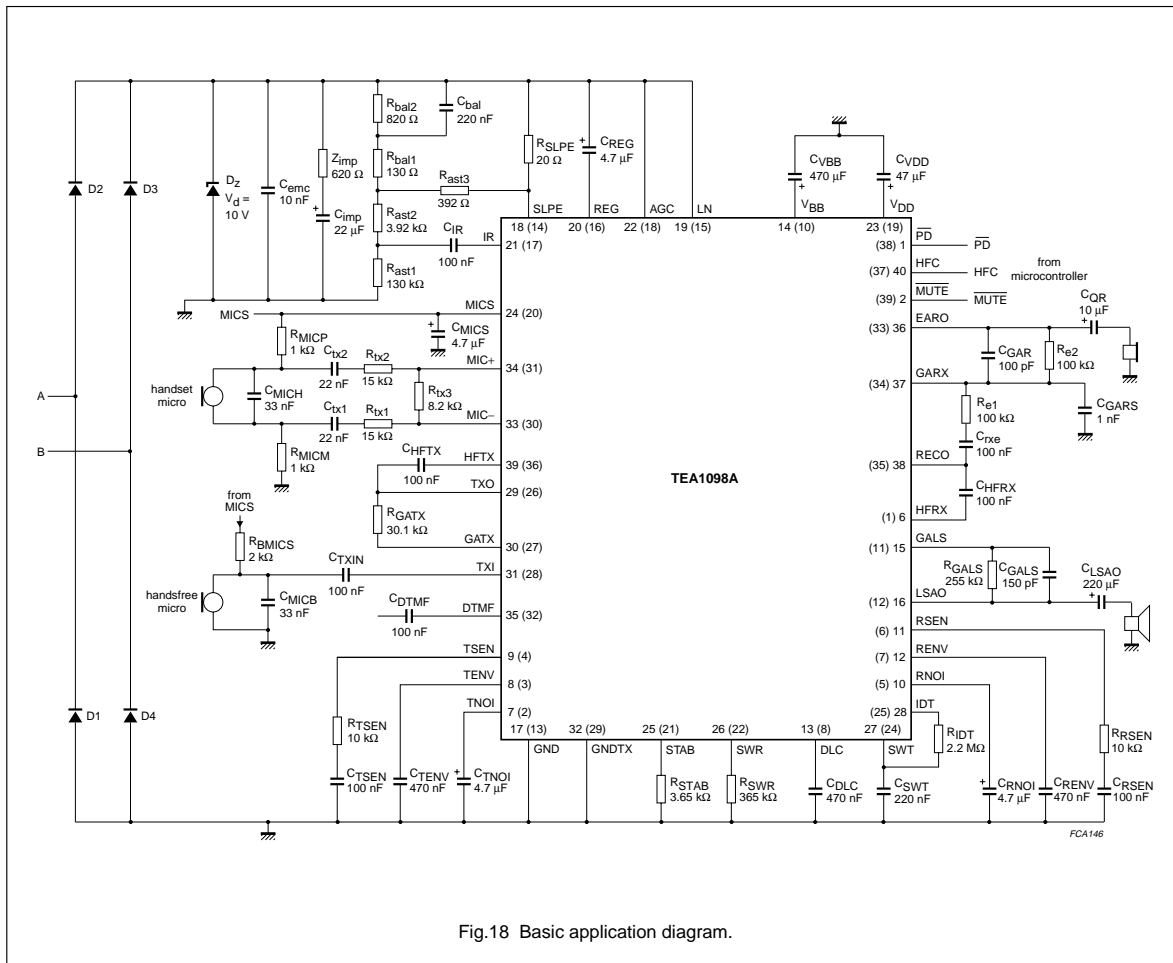 D2
D3
Dz
Vd =
10 V
Cemc
10 nF
Zimp
620 Ω
+
Cimp
22 μF
Rbal2
820 Ω
Cbal
220 nF
Rbal1
130 Ω
Rast3
392 Ω
Rast2
3.92 kΩ
CIR
100 nF
Rast1
130 kΩ
RSLPE
20 Ω
+
CREG
4.7 μF
CVBB
470 μF
+
VBB
CVDD
47 μF
+
VDD
SLPE
REG
AGC
LN
18 (14)
20 (16)
22 (18)
19 (15)
14 (10)
23 (19)
IR
21 (17)
MICS
MICS
24 (20)
+
CMICS
4.7 μF
RMICP
1 kΩ
Ctx2
22 nF
Rtx2
15 kΩ
MIC+
34 (31)
handset
micro
CMICH
33 nF
Rtx3
8.2 kΩ
Ctx1
22 nF
Rtx1
15 kΩ
MIC−
33 (30)
RMICM
1 kΩ
A
B
CHFTX
100 nF
HFTX
39 (36)
TXO
29 (26)
RGATX
30.1 kΩ
GATX
30 (27)
from
MICS
RBMICS
2 kΩ
CTXIN
100 nF
TXI
31 (28)
handsfree
micro
CMICB
33 nF
CDTMF
100 nF
DTMF
35 (32)
TSEN
9 (4)
TENV
8 (3)
TNOI
7 (2)
D1
D4
RTSEN
10 kΩ
CTSEN
100 nF
CTENV
470 nF
+
CTNOI
4.7 μF
TEA1098A
17 (13)
GND
32 (29)
GNDTX
25 (21)
STAB
26 (22)
SWR
13 (8)
DLC
27 (24)
SWT
RSTAB
3.65 kΩ
RSWR
365 kΩ
CDLC
470 nF
CSWT
220 nF
(38) 1
PD
PD
(37) 40
HFC
HFC
from
microcontroller
(39) 2
MUTE
MUTE
(33) 36
EARO
CQR
10 μF
+
CGAR
100 pF
Re2
100 kΩ
(34) 37
GARX
Re1
100 kΩ
CGARS
1 nF
Crxe
100 nF
(35) 38
RECO
CHFRX
100 nF
(1) 6
HFRX
(11) 15
GALS
RGALS
255 kΩ
CGALS
150 pF
CLSAO
220 μF
+
(12) 16
LSAO
(6) 11
RSEN
(7) 12
RENV
(5) 10
RNOI
(25) 28
IDT
RIDT
2.2 MΩ
RRSEN
10 kΩ
+
CRNOI
4.7 μF
CRENV
470 nF
CRSEN
100 nF
FCA146
Fig.18 Basic application diagram.